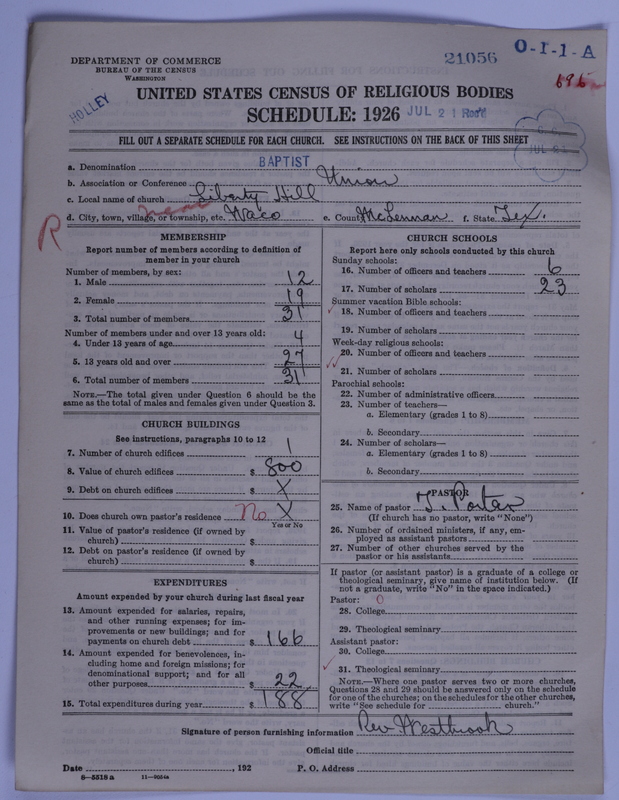 21056 O-I-I-A
DEPARTMENT OF COMMERCE
BUREAU OF THE CENSUS
WASHINGTON
UNITED STATES CENSUS OF RELIGIOUS BODIES
HOLLEY
SCHEDULE: 1926 JUL 21 Rec'd
FILL OUT A SEPARATE SCHEDULE FOR EACH CHURCH. SEE INSTRUCTIONS ON THE BACK OF THIS SHEET
a. Denomination BAPTIST
b. Association or Conference Union
c. Local name of church Liberty Hill
near
d. City, town, village, or township, etc. Waco e. County McLennan f. State Tex.
R
MEMBERSHIP
Report number of members according to definition of
member in your church
Number of members, by sex:
1. Male 12
2. Female 19
3. Total number of members 31
Number of members under and over 13 years old:
4. Under 13 years of age 4
5. 13 years old and over 27
6. Total number of members 31
NOTE.—The total given under Question 6 should be the
same as the total of males and females given under Question 3.
CHURCH BUILDINGS
See instructions, paragraphs 10 to 12
7. Number of church edifices 1
8. Value of church edifices $ 800
9. Debt on church edifices $ X
10. Does church own pastor's residence No X
Yes or No
11. Value of pastor's residence (if owned by
church) $
12. Debt on pastor's residence (if owned by
church) $
EXPENDITURES
Amount expended by your church during last fiscal year
13. Amount expended for salaries, repairs,
and other running expenses; for im-
provements or new buildings; and for
payments on church debt $ 166
14. Amount expended for benevolences, in-
cluding home and foreign missions; for
denominational support; and for all
other purposes $ 22
15. Total expenditures during year $ 188
CHURCH SCHOOLS
Report here only schools conducted by this church
Sunday schools:
16. Number of officers and teachers 6
17. Number of scholars 23
Summer vacation Bible schools:
18. Number of officers and teachers
19. Number of scholars
Week-day religious schools:
20. Number of officers and teachers
21. Number of scholars
Parochial schools:
22. Number of administrative officers
23. Number of teachers—
a. Elementary (grades 1 to 8)
b. Secondary
24. Number of scholars—
a. Elementary (grades 1 to 8)
b. Secondary
PASTOR
25. Name of pastor J. Porter
(If church has no pastor, write "None")
26. Number of ordained ministers, if any, em-
ployed as assistant pastors
27. Number of other churches served by the
pastor or his assistants
If pastor (or assistant pastor) is a graduate of a college or
theological seminary, give name of institution below. (If
not a graduate, write "No" in the space indicated.)
Pastor: 0
28. College
29. Theological seminary
Assistant pastor:
30. College
31. Theological seminary
NOTE.—Where one pastor serves two or more churches,
Questions 28 and 29 should be answered only on the schedule
for one of the churches; on the schedules for the other churches,
write "See schedule for church."
Signature of person furnishing information Rev Westbrook
Official title
Date , 192 P. O. Address
8—5518 a 11—9054a